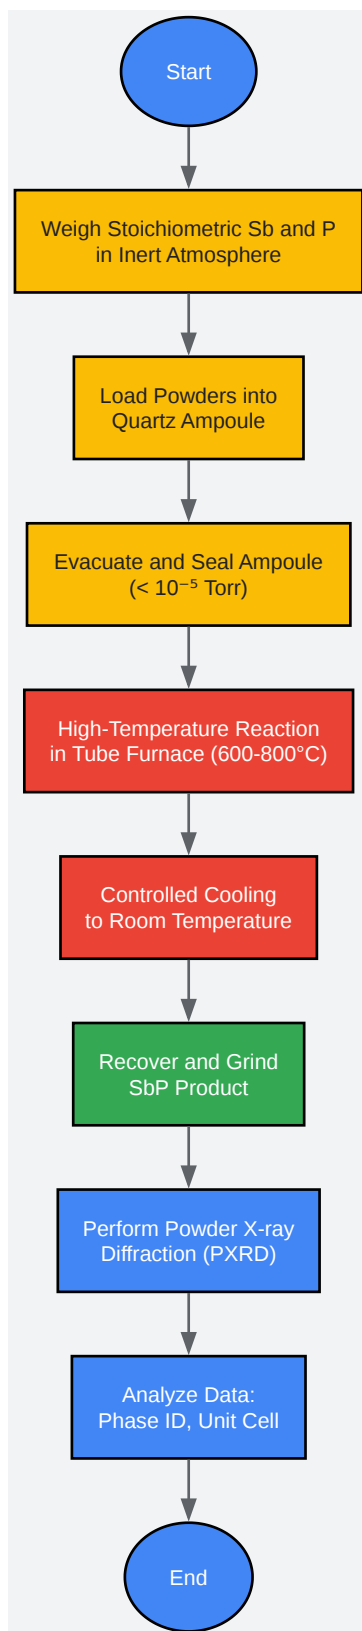 Start
Weigh Stoichiometric Sb and P
in Inert Atmosphere
Load Powders into
Quartz Ampoule
Evacuate and Seal Ampoule
(< 10⁻⁵ Torr)
High-Temperature Reaction
in Tube Furnace (600-800°C)
Controlled Cooling
to Room Temperature
Recover and Grind
SbP Product
Perform Powder X-ray
Diffraction (PXRD)
Analyze Data:
Phase ID, Unit Cell
End